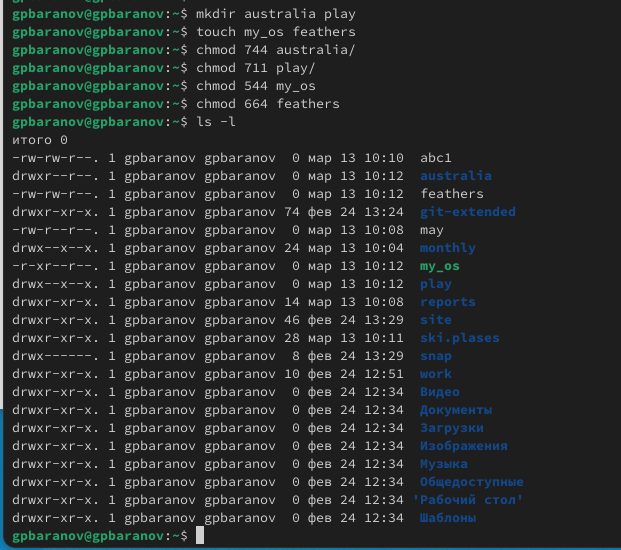 gpbaranov@gpbaranov:~$ mkdir australia play
gpbaranov@gpbaranov:~$ touch my_os feathers
gpbaranov@gpbaranov:~$ chmod 744 australia/
gpbaranov@gpbaranov:~$ chmod 711 play/
gpbaranov@gpbaranov:~$ chmod 544 my_os
gpbaranov@gpbaranov:~$ chmod 664 feathers
gpbaranov@gpbaranov:~$ ls -l
итого 0
-rw-rw-r--. 1 gpbaranov gpbaranov  0 мар 13 10:10  abc1
drwxr--r--. 1 gpbaranov gpbaranov  0 мар 13 10:12  australia
-rw-rw-r--. 1 gpbaranov gpbaranov  0 мар 13 10:12  feathers
drwxr-xr-x. 1 gpbaranov gpbaranov 74 фев 24 13:24  git-extended
-rw-r--r--. 1 gpbaranov gpbaranov  0 мар 13 10:08  may
drwx--x--x. 1 gpbaranov gpbaranov 24 мар 13 10:04  monthly
-r-xr--r--. 1 gpbaranov gpbaranov  0 мар 13 10:12  my_os
drwx--x--x. 1 gpbaranov gpbaranov  0 мар 13 10:12  play
drwxr-xr-x. 1 gpbaranov gpbaranov 14 мар 13 10:08  reports
drwxr-xr-x. 1 gpbaranov gpbaranov 46 фев 24 13:29  site
drwxr-xr-x. 1 gpbaranov gpbaranov 28 мар 13 10:11  ski.plases
drwx------. 1 gpbaranov gpbaranov  8 фев 24 13:29  snap
drwxr-xr-x. 1 gpbaranov gpbaranov 10 фев 24 12:51  work
drwxr-xr-x. 1 gpbaranov gpbaranov  0 фев 24 12:34  Видео
drwxr-xr-x. 1 gpbaranov gpbaranov  0 фев 24 12:34  Документы
drwxr-xr-x. 1 gpbaranov gpbaranov  0 фев 24 12:34  Загрузки
drwxr-xr-x. 1 gpbaranov gpbaranov  0 фев 24 12:34  Изображения
drwxr-xr-x. 1 gpbaranov gpbaranov  0 фев 24 12:34  Музыка
drwxr-xr-x. 1 gpbaranov gpbaranov  0 фев 24 12:34  Общедоступные
drwxr-xr-x. 1 gpbaranov gpbaranov  0 фев 24 12:34 'Рабочий стол'
drwxr-xr-x. 1 gpbaranov gpbaranov  0 фев 24 12:34  Шаблоны
gpbaranov@gpbaranov:~$